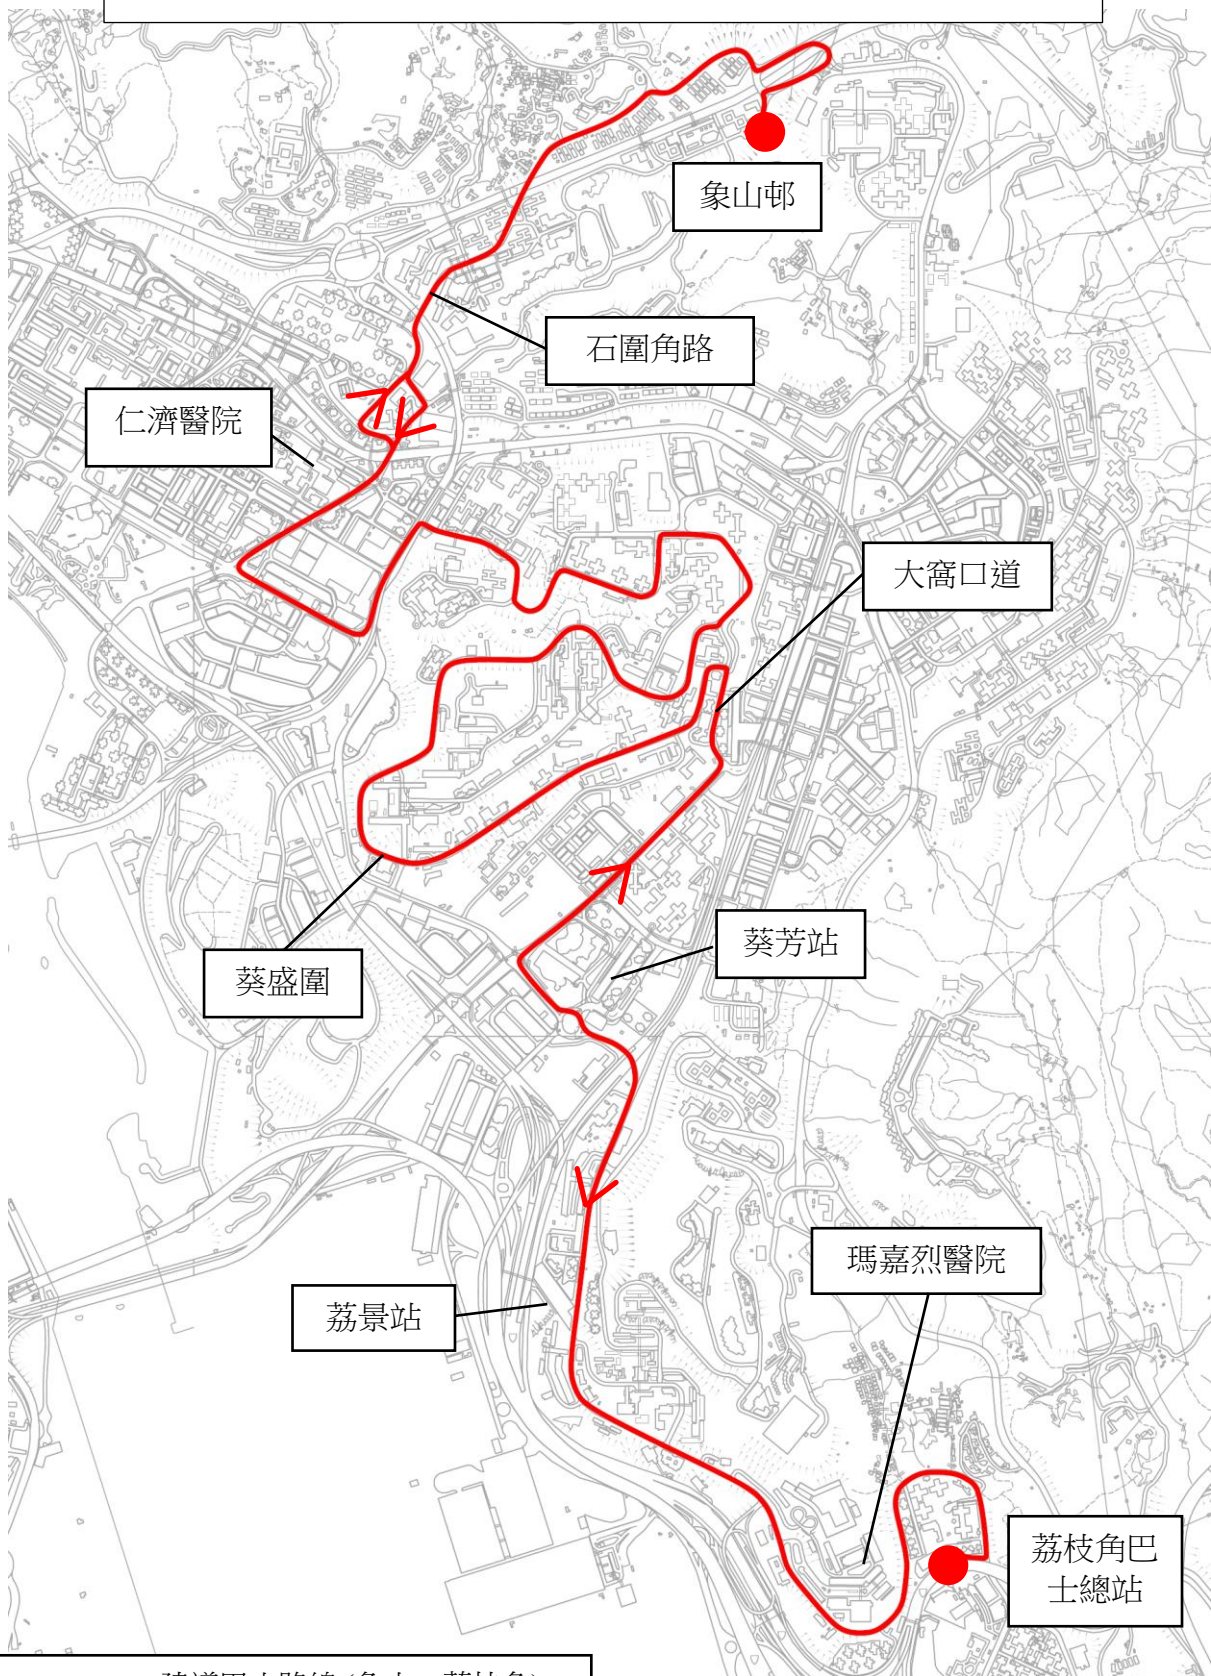 象山邨
石圍角路
仁濟醫院
大窩口道
葵芳站
葵盛圍
瑪嘉烈醫院
荔景站
荔枝角巴
士總站